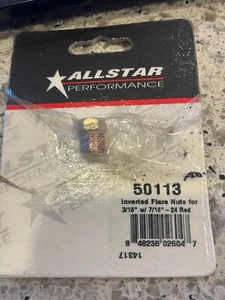 ALLSTAR
PERFORMANCE
50113
Inverted Flare Nuts for
3/16" w/ 7/16"-24 Red
8 48238 02604 7
14317